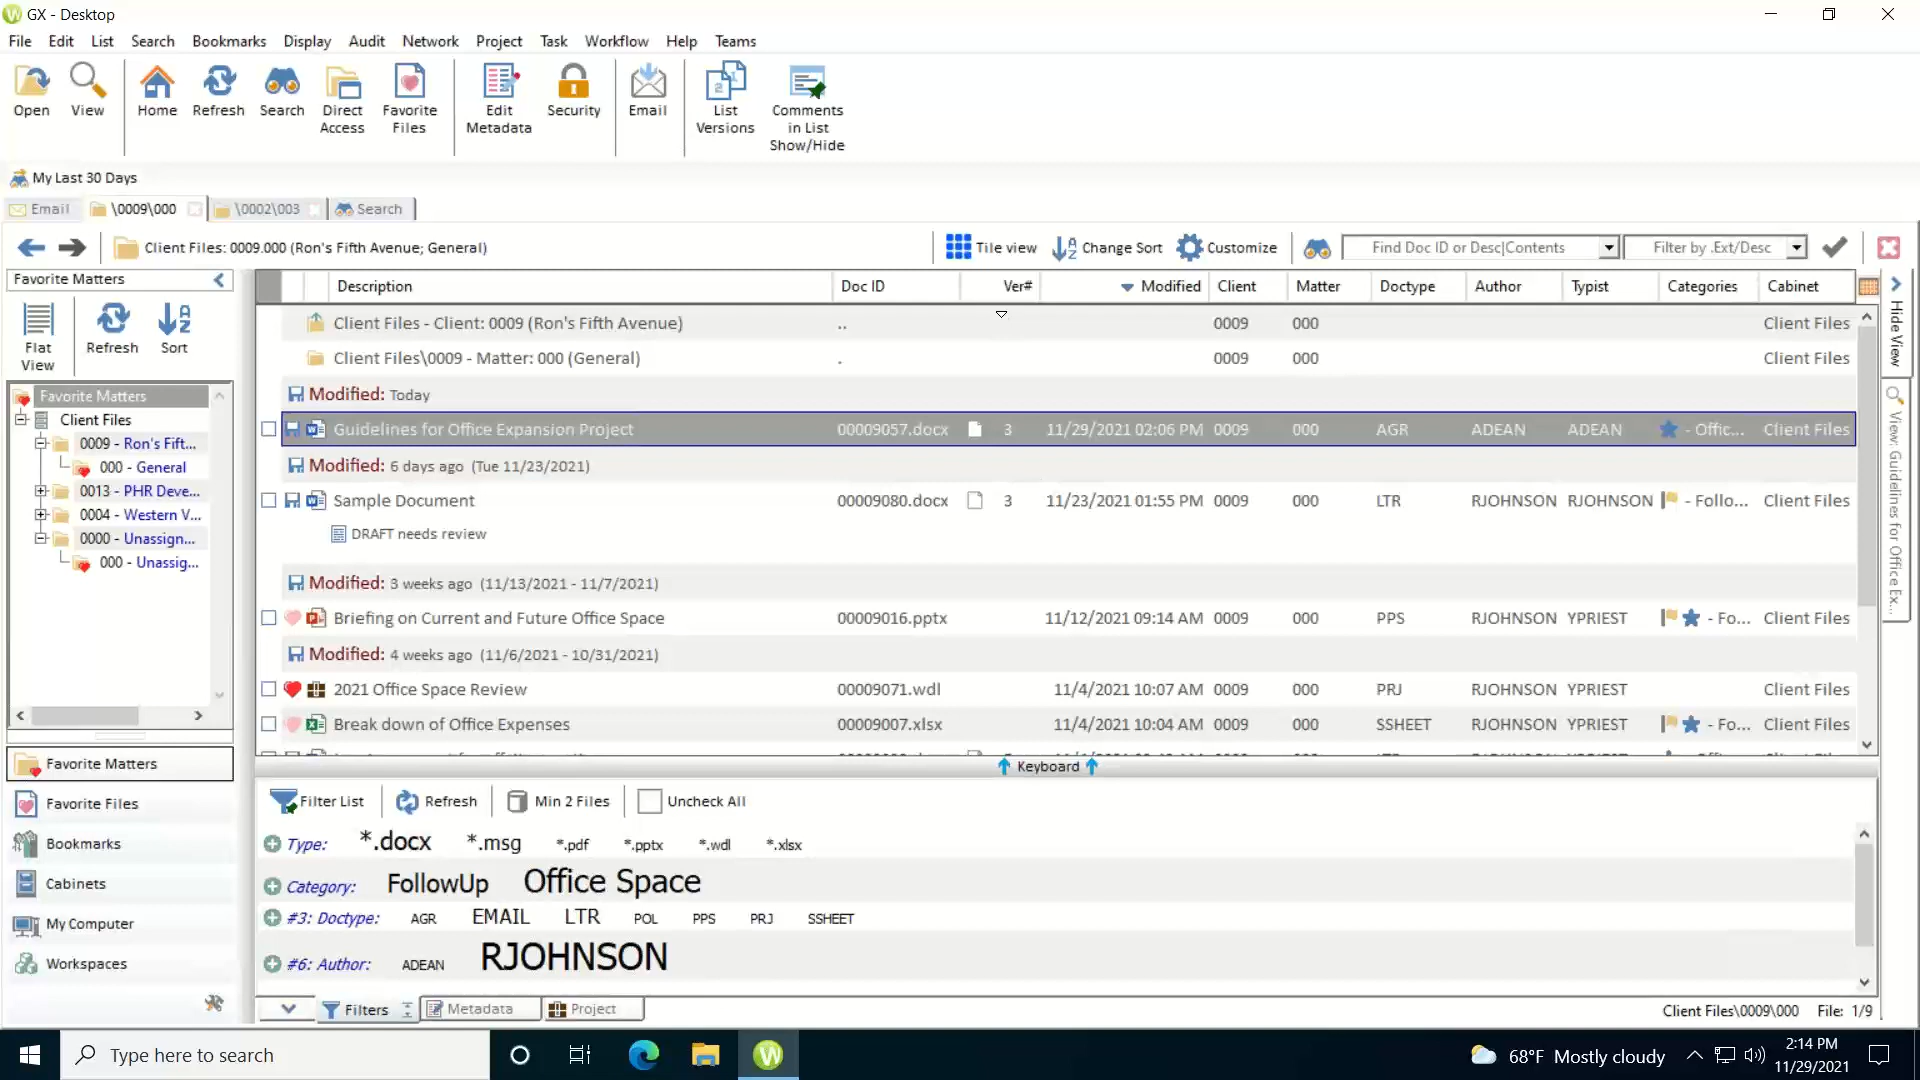 GX - Desktop
File Edit List Search Bookmarks Display Audit Network Project Task Workflow Help Teams
Open View Home Refresh Search Direct Access Favorite Files Edit Metadata Security Email List Versions Comments in List Show/Hide
My Last 30 Days
Email \0009\000 \0002\003 Search
Client Files: 0009.000 (Ron's Fifth Avenue; General) Tile view Change Sort Customize Find Doc ID or Desc|Contents Filter by .Ext/Desc
Favorite Matters
Flat View Refresh Sort
Favorite Matters
Client Files
0009 - Ron's Fift...
000 - General
0013 - PHR Deve...
0004 - Western V...
0000 - Unassign...
000 - Unassig...
Favorite Matters
Favorite Files
Bookmarks
Cabinets
My Computer
Workspaces
Description Doc ID Ver# Modified Client Matter Doctype Author Typist Categories Cabinet
Client Files - Client: 0009 (Ron's Fifth Avenue) .. 0009 000 Client Files
Client Files\0009 - Matter: 000 (General) . 0009 000 Client Files
Modified: Today
Guidelines for Office Expansion Project 00009057.docx 3 11/29/2021 02:06 PM 0009 000 AGR ADEAN ADEAN - Offic... Client Files
Modified: 6 days ago (Tue 11/23/2021)
Sample Document 00009080.docx 3 11/23/2021 01:55 PM 0009 000 LTR RJOHNSON RJOHNSON - Follo... Client Files
DRAFT needs review
Modified: 3 weeks ago (11/13/2021 - 11/7/2021)
Briefing on Current and Future Office Space 00009016.pptx 11/12/2021 09:14 AM 0009 000 PPS RJOHNSON YPRIEST - Fo... Client Files
Modified: 4 weeks ago (11/6/2021 - 10/31/2021)
2021 Office Space Review 00009071.wdl 11/4/2021 10:07 AM 0009 000 PRJ RJOHNSON YPRIEST Client Files
Break down of Office Expenses 00009007.xlsx 11/4/2021 10:04 AM 0009 000 SSHEET RJOHNSON YPRIEST - Fo... Client Files
Hide View
View: Guidelines for Office Ex...
Keyboard
Filter List Refresh Min 2 Files Uncheck All
Type: *.docx *.msg *.pdf *.pptx *.wdl *.xlsx
Category: FollowUp Office Space
#3: Doctype: AGR EMAIL LTR POL PPS PRJ SSHEET
#6: Author: ADEAN RJOHNSON
Filters Metadata Project Client Files\0009\000 File: 1/9
Type here to search 68°F Mostly cloudy 2:14 PM
11/29/2021